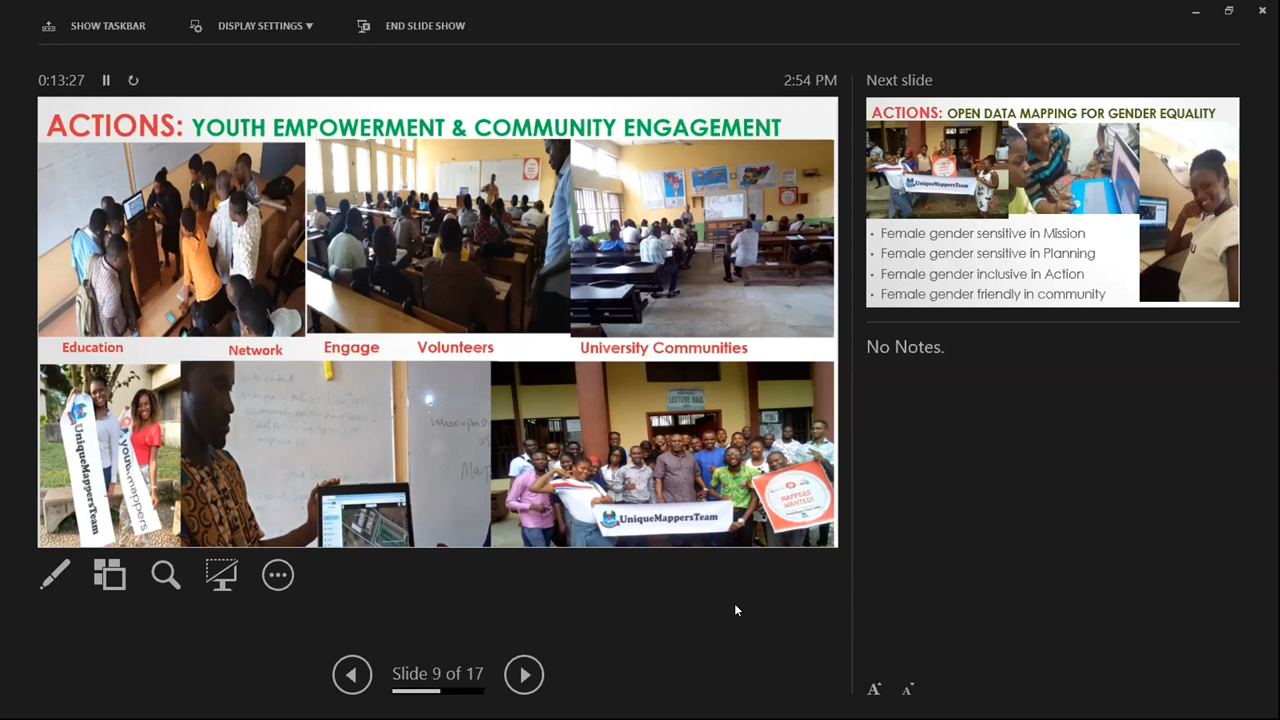 SHOW TASKBAR
DISPLAY SETTINGS ▼
END SLIDE SHOW
0:13:27
2:54 PM
ACTIONS: YOUTH EMPOWERMENT & COMMUNITY ENGAGEMENT
Education
Network
Engage
Volunteers
University Communities
UniqueMappersTeam
youthmappers
LECTURE HALL
UniqueMappersTeam
MAPPERS
WANTED!
Slide 9 of 17
Next slide
ACTIONS: OPEN DATA MAPPING FOR GENDER EQUALITY
UniqueMappersTeam
• Female gender sensitive in Mission
• Female gender sensitive in Planning
• Female gender inclusive in Action
• Female gender friendly in community
No Notes.
A A